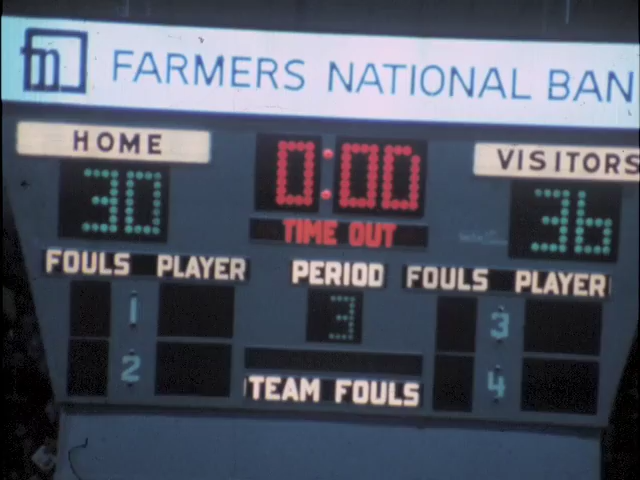 m
FARMERS NATIONAL BAN
HOME
VISITORS
30
0:00
36
TIME OUT
FOULS PLAYER
PERIOD
FOULS PLAYER
1
3
3
2
4
TEAM FOULS